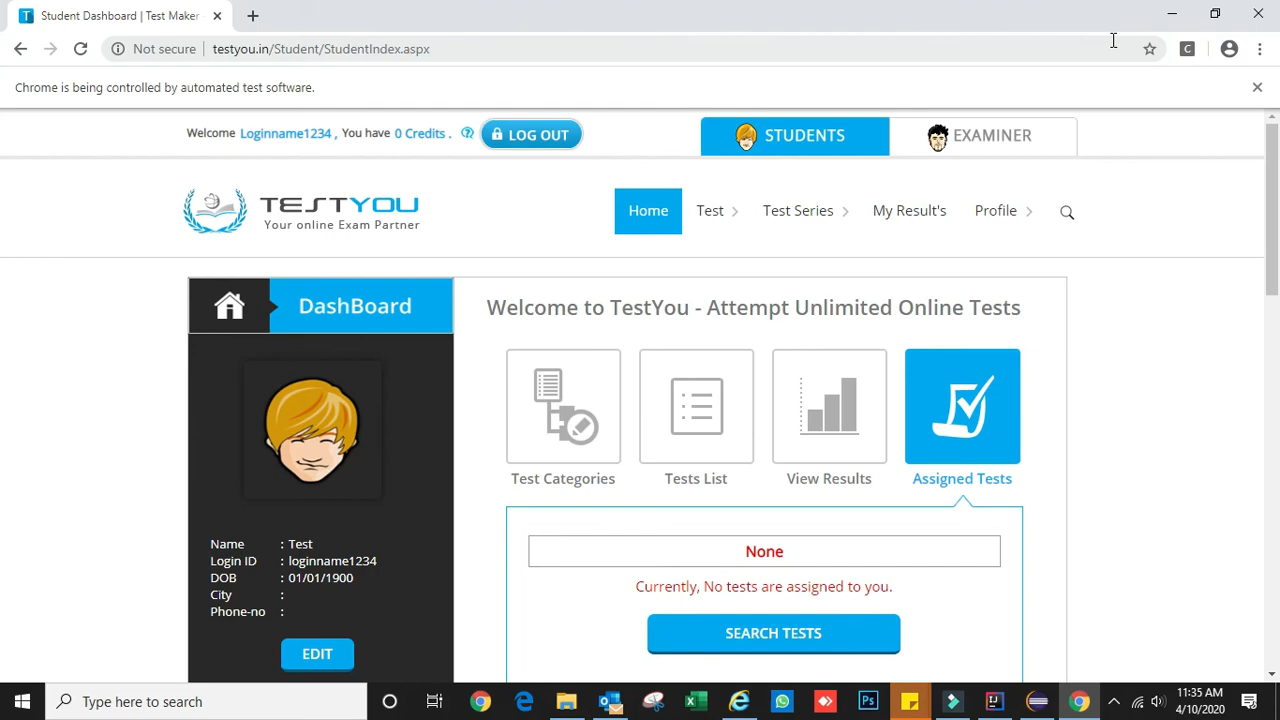 Student Dashboard | Test Maker
Not secure testyou.in/Student/StudentIndex.aspx
Chrome is being controlled by automated test software.
Welcome Loginname1234 , You have 0 Credits . LOG OUT
STUDENTS
EXAMINER
TESTYOU
Your online Exam Partner
Home
Test
Test Series
My Result's
Profile
DashBoard
Welcome to TestYou - Attempt Unlimited Online Tests
Test Categories
Tests List
View Results
Assigned Tests
Name : Test
Login ID : loginname1234
DOB : 01/01/1900
City :
Phone-no :
EDIT
None
Currently, No tests are assigned to you.
SEARCH TESTS
Type here to search
11:35 AM
4/10/2020